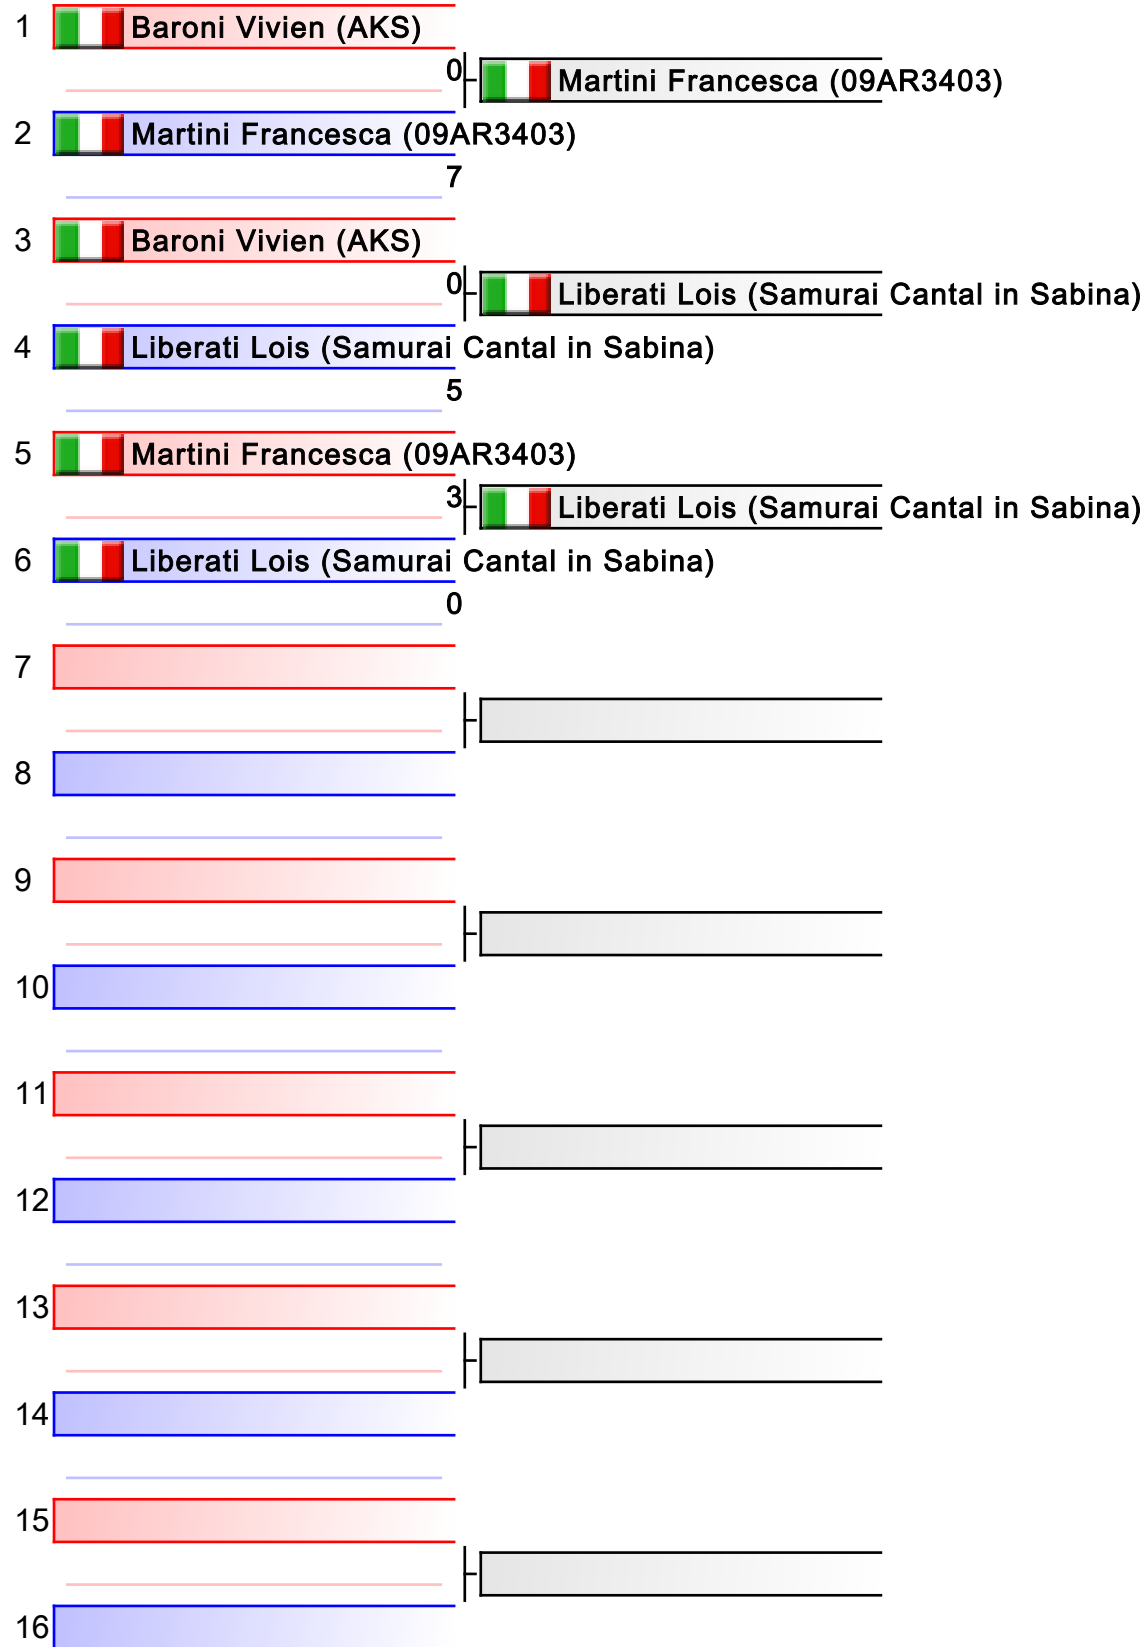 1 Baroni Vivien (AKS)
0 Martini Francesca (09AR3403)
2 Martini Francesca (09AR3403)
7
3 Baroni Vivien (AKS)
0 Liberati Lois (Samurai Cantal in Sabina)
4 Liberati Lois (Samurai Cantal in Sabina)
5
5 Martini Francesca (09AR3403)
3 Liberati Lois (Samurai Cantal in Sabina)
6 Liberati Lois (Samurai Cantal in Sabina)
0
7
8
9
10
11
12
13
14
15
16